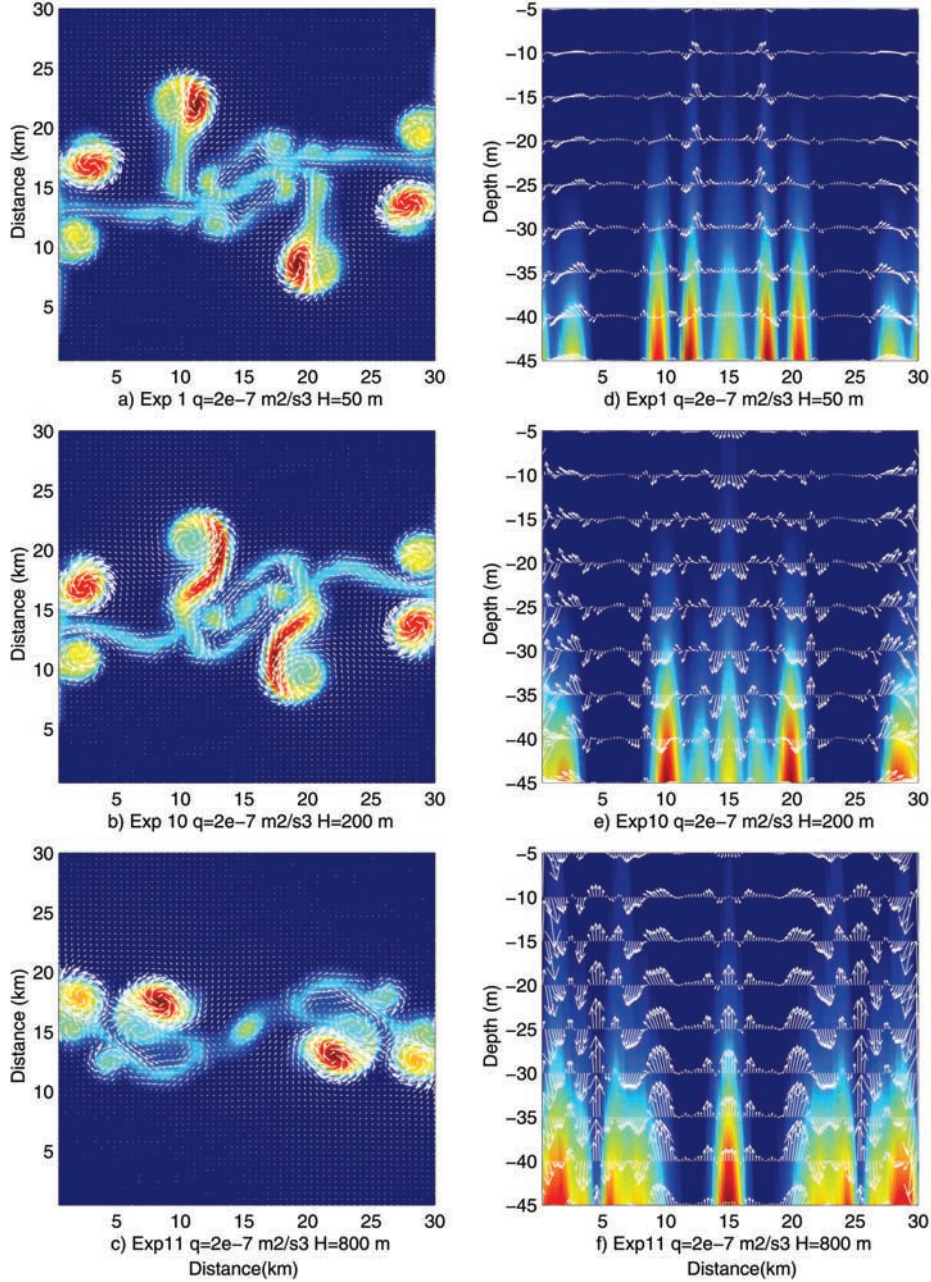 30
25
20
15
10
5
Distance (km)
5 10 15 20 25 30
a) Exp 1 q=2e−7 m2/s3 H=50 m
−5
−10
−15
−20
−25
−30
−35
−40
−45
Depth (m)
5 10 15 20 25 30
d) Exp1 q=2e−7 m2/s3 H=50 m
30
25
20
15
10
5
Distance (km)
5 10 15 20 25 30
b) Exp 10 q=2e−7 m2/s3 H=200 m
−5
−10
−15
−20
−25
−30
−35
−40
−45
Depth (m)
5 10 15 20 25 30
e) Exp10 q=2e−7 m2/s3 H=200 m
30
25
20
15
10
5
Distance (km)
5 10 15 20 25 30
c) Exp11 q=2e−7 m2/s3 H=800 m
Distance(km)
−5
−10
−15
−20
−25
−30
−35
−40
−45
Depth (m)
5 10 15 20 25 30
f) Exp11 q=2e−7 m2/s3 H=800 m
Distance(km)